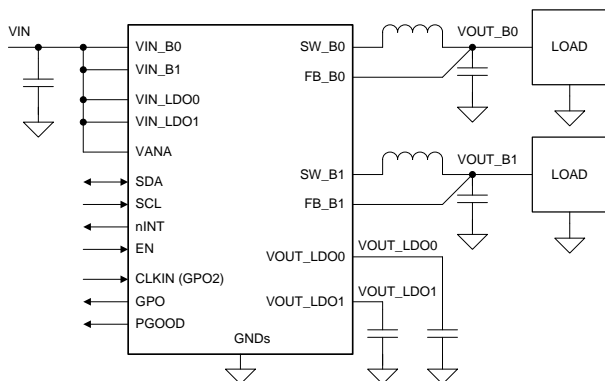 VIN
VIN_B0
VIN_B1
VIN_LDO0
VIN_LDO1
VANA
SDA
SCL
nINT
EN
CLKIN (GPO2)
GPO
PGOOD
GNDs
SW_B0
FB_B0
SW_B1
FB_B1
VOUT_LDO0
VOUT_LDO1
VOUT_B0
LOAD
VOUT_B1
LOAD
VOUT_LDO0
VOUT_LDO1